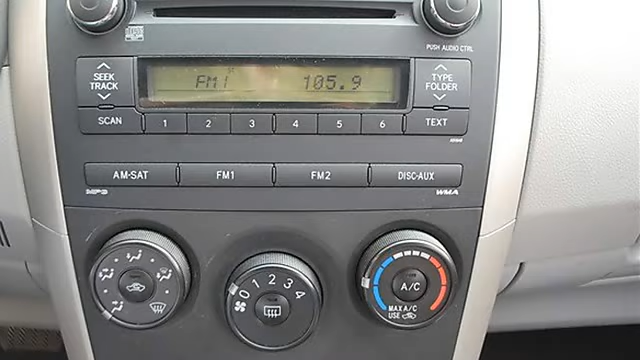 PUSH AUDIO CTRL
SEEK TRACK
FM1 105.9
TYPE FOLDER
SCAN 1 2 3 4 5 6 TEXT
AM-SAT FM1 FM2 DISC-AUX
MP3 WMA
0 1 2 3 4
A/C
MAX A/C
USE